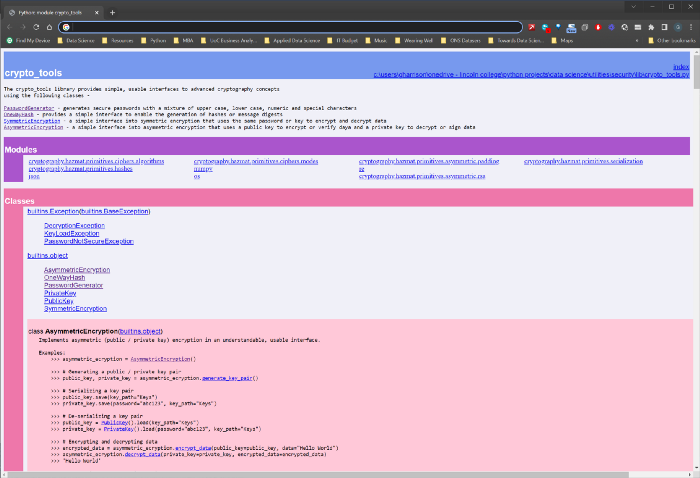 Python: module crypto_tools
Find My Device Data Science Resources Python MBA UoC Business Analy... Applied Data Science IT Budget Music Wearing Well ONS Datasets Towards Data Scien... Maps Other bookmarks
index
crypto_tools
c:\users\gharrison\onedrive - lincoln college\python projects\data science\utilities\security\lib\crypto_tools.py
The crypto_tools library provides simple, usable interfaces to advanced cryptography concepts
using the following classes -
PasswordGenerator - generates secure passwords with a mixture of upper case, lower case, numeric and special characters
OneWayHash - provides a simple interface to enable the generation of hashes or message digests
SymmetricEncryption - a simple interface into symmetric encryption that uses the same password or key to encrypt and decrypt data
AsymmetricEncryption - a simple interface into asymmetric encryption that uses a public key to encrypt or verify daya and a private key to decrypt or sign data
Modules
cryptography.hazmat.primitives.ciphers.algorithms cryptography.hazmat.primitives.ciphers.modes cryptography.hazmat.primitives.asymmetric.padding cryptography.hazmat.primitives.serialization
cryptography.hazmat.primitives.hashes numpy re
json os cryptography.hazmat.primitives.asymmetric.rsa
Classes
builtins.Exception(builtins.BaseException)
DecryptionException
KeyLoadException
PasswordNotSecureException
builtins.object
AsymmetricEncryption
OneWayHash
PasswordGenerator
PrivateKey
PublicKey
SymmetricEncryption
class AsymmetricEncryption(builtins.object)
Implements asymmetric (public / private key) encryption in an understandable, usable interface.
Examples:
>>> asymmetric_ecryption = AsymmetricEncryption()
>>> # Generating a public / private key pair
>>> public_key, private_key = asymmetric_ecryption.generate_key_pair()
>>> # Serializing a key pair
>>> public_key.save(key_path="Keys")
>>> private_key.save(password="abc123", key_path="Keys")
>>> # De-serializing a key pair
>>> public_key = PublicKey().load(key_path="Keys")
>>> private_key = PrivateKey().load(password="abc123", key_path="Keys")
>>> # Encrypting and decrypting data
>>> encrypted_data = asymmetric_ecryption.encrypt_data(public_key=public_key, data="Hello World")
>>> asymmetric_ecryption.decrypt_data(private_key=private_key, encrypted_data=encrypted_data)
>>> "Hello World"